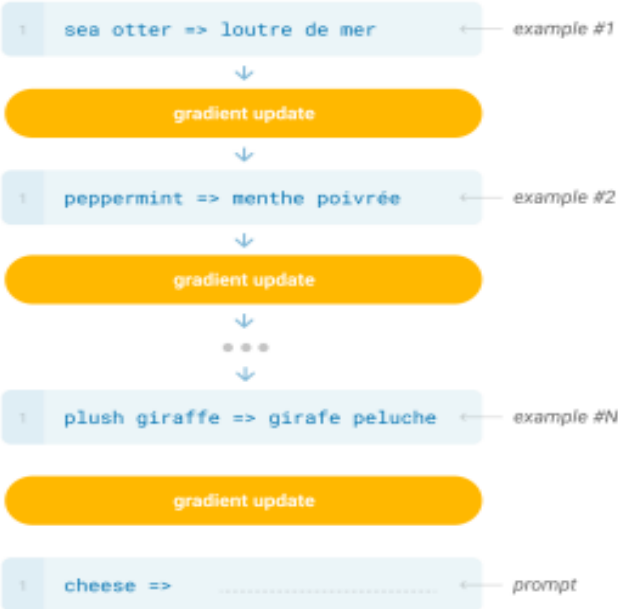 1 sea otter => loutre de mer example #1
gradient update
1 peppermint => menthe poivrée example #2
gradient update
1 plush giraffe => girafe peluche example #N
gradient update
1 cheese => prompt